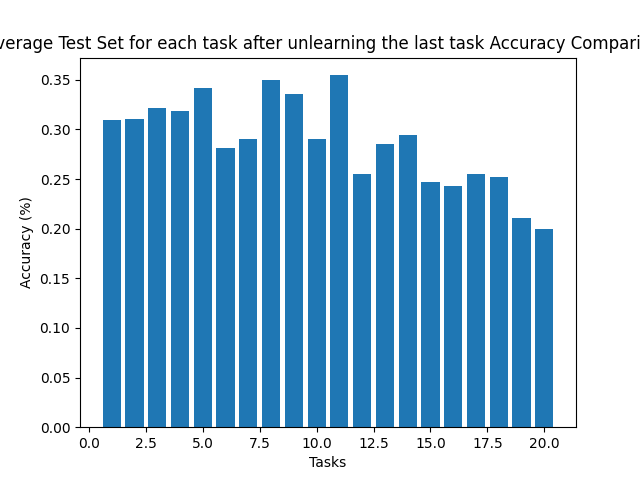 verage Test Set for each task after unlearning the last task Accuracy Compari
0.35
0.30
0.25
0.20
0.15
0.10
0.05
0.00
Accuracy (%)
0.0 2.5 5.0 7.5 10.0 12.5 15.0 17.5 20.0
Tasks